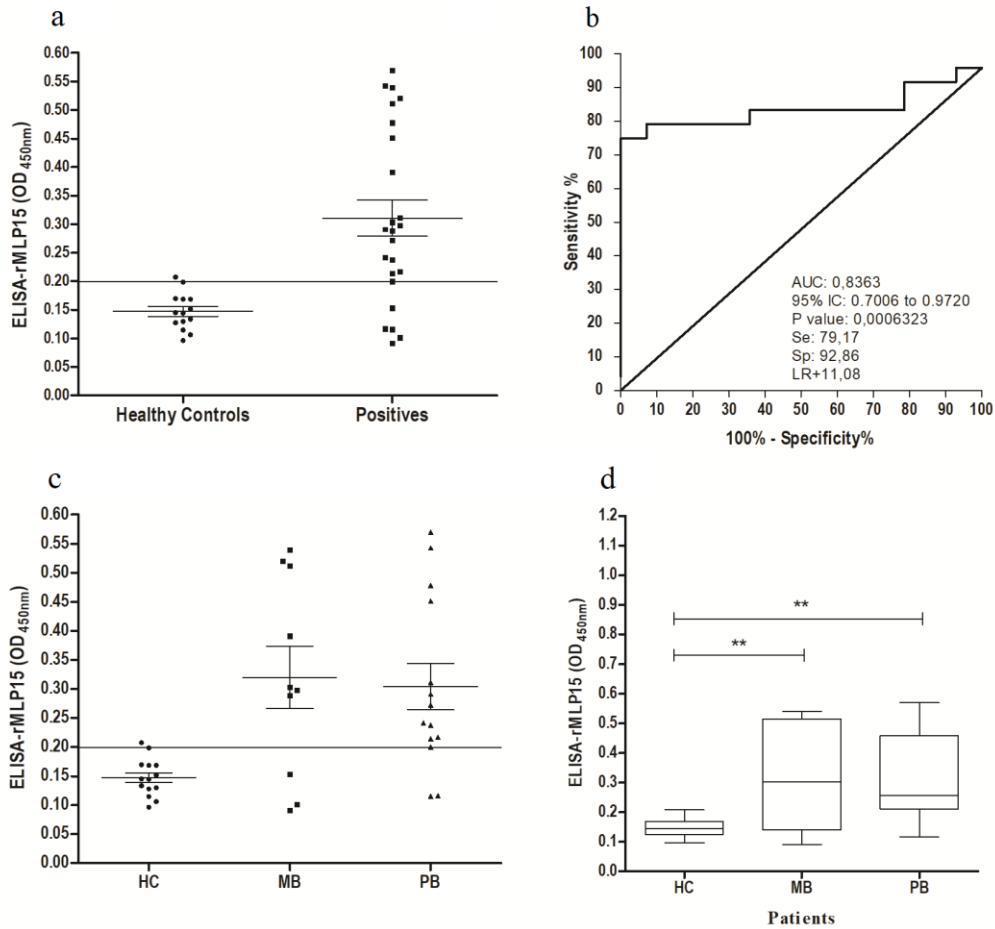 a
ELISA-rMLP15 (OD450nm)
0.60
0.55
0.50
0.45
0.40
0.35
0.30
0.25
0.20
0.15
0.10
0.05
0.00
Healthy Controls
Positives
b
Sensitivity %
100
90
80
70
60
50
40
30
20
10
0
AUC: 0,8363
95% IC: 0.7006 to 0.9720
P value: 0,0006323
Se: 79,17
Sp: 92,86
LR+11,08
0 10 20 30 40 50 60 70 80 90 100
100% - Specificity%
c
ELISA-rMLP15 (OD450nm)
0.60
0.55
0.50
0.45
0.40
0.35
0.30
0.25
0.20
0.15
0.10
0.05
0.00
HC
MB
PB
d
ELISA-rMLP15 (OD450nm)
1.2
1.1
1.0
0.9
0.8
0.7
0.6
0.5
0.4
0.3
0.2
0.1
0.0
**
**
HC
MB
PB
Patients